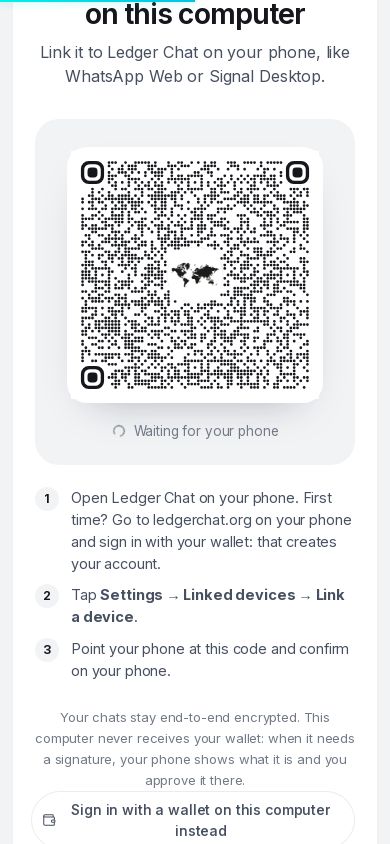 on this computer
Link it to Ledger Chat on your phone, like
WhatsApp Web or Signal Desktop.
Waiting for your phone
1 Open Ledger Chat on your phone. First
time? Go to ledgerchat.org on your phone
and sign in with your wallet: that creates
your account.
2 Tap Settings → Linked devices → Link
a device.
3 Point your phone at this code and confirm
on your phone.
Your chats stay end-to-end encrypted. This
computer never receives your wallet: when it needs
a signature, your phone shows what it is and you
approve it there.
Sign in with a wallet on this computer
instead